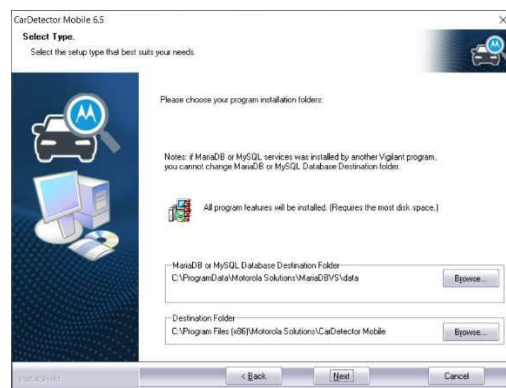 CarDetector Mobile 6.5
Select Type.
Select the setup type that best suits your needs.
Please choose your program installation folders:
Notes: if MariaDB or MySQL services was installed by another Vigilant program,
you cannot change MariaDB or MySQL Database Destination folder.
All program features will be installed. (Requires the most disk space.)
MariaDB or MySQL Database Destination Folder
C:\ProgramData\Motorola Solutions\MariaDBVS\data
Browse...
Destination Folder
C:\Program Files (x86)\Motorola Solutions\CarDetector Mobile
Browse...
InstallShield
< Back
Next
Cancel